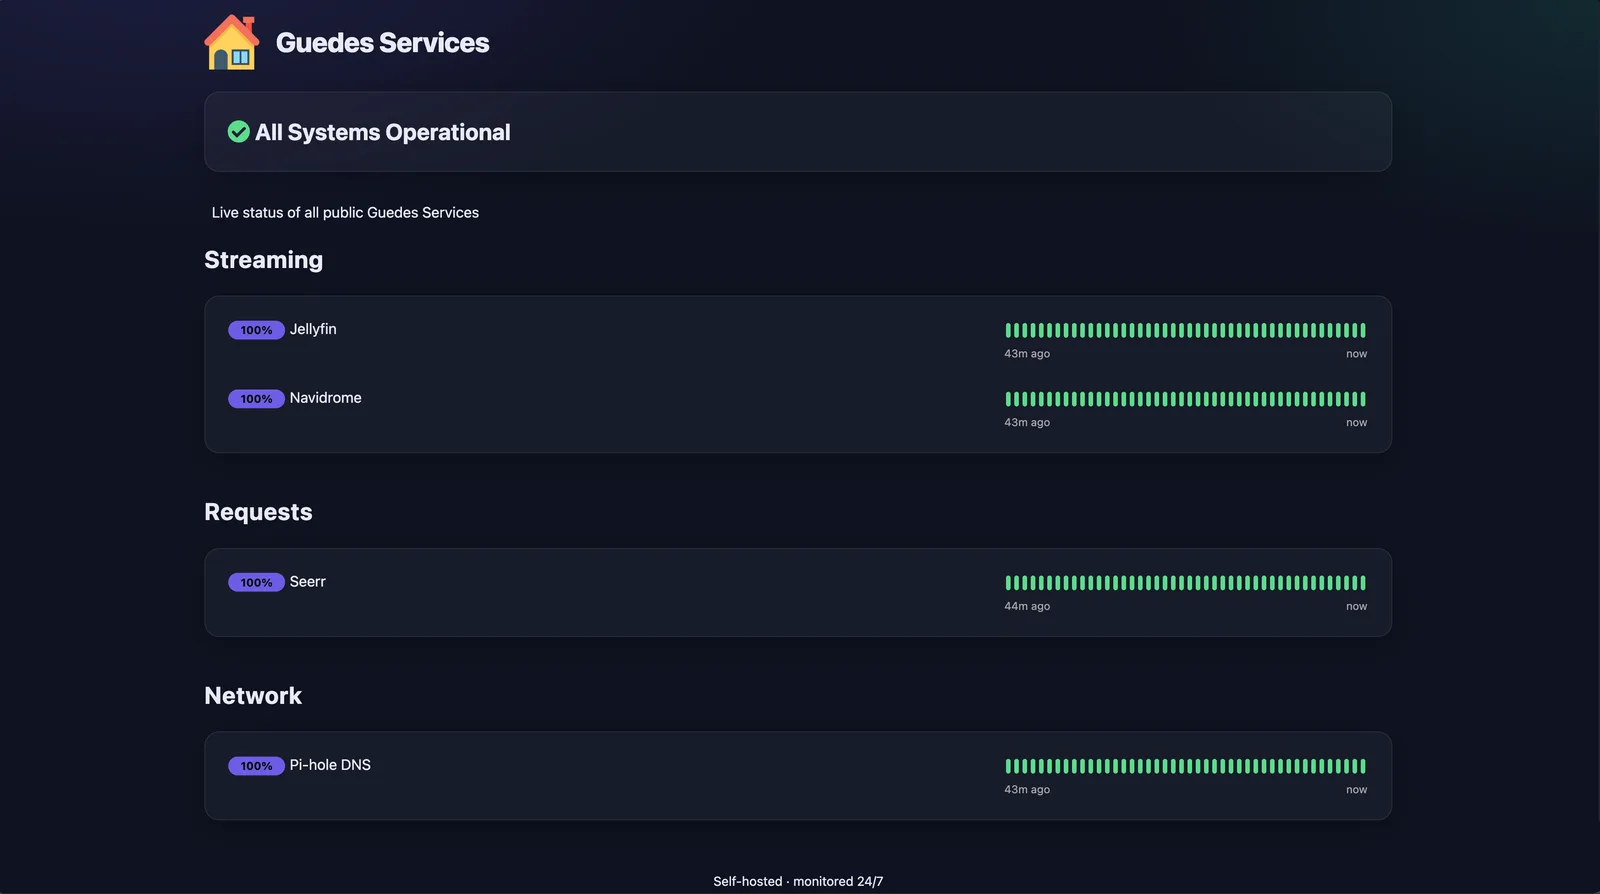 Guedes Services
All Systems Operational
Live status of all public Guedes Services
Streaming
100% Jellyfin
43m ago now
100% Navidrome
43m ago now
Requests
100% Seerr
44m ago now
Network
100% Pi-hole DNS
43m ago now
Self-hosted · monitored 24/7